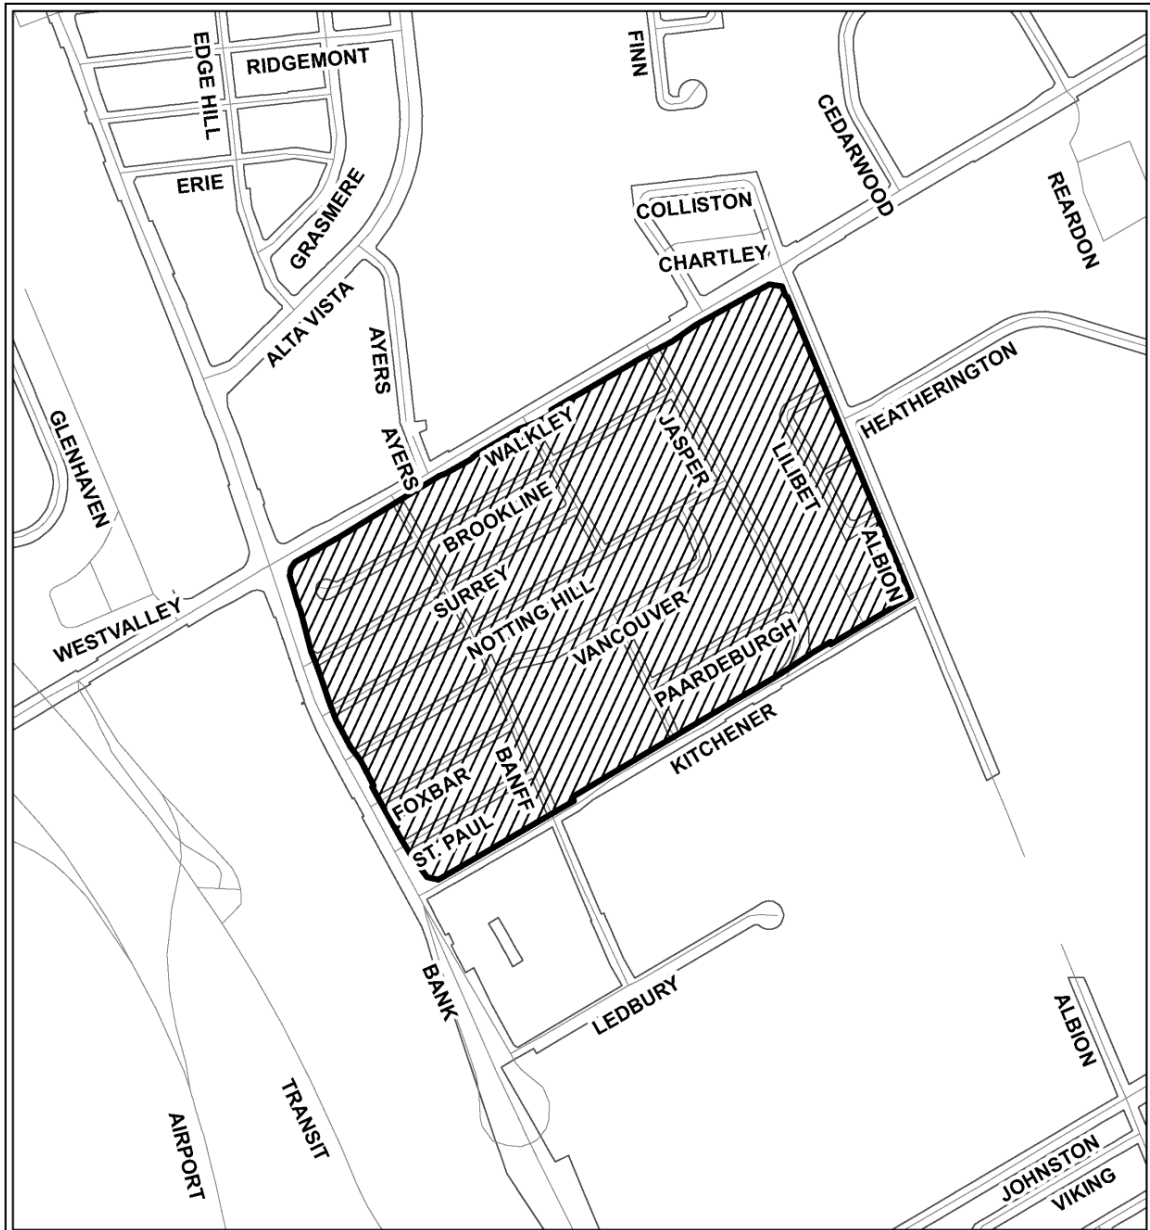 EDGE HILL
RIDGEMONT
FINN
CEDARWOOD
ERIE
GRASMERE
COLLISTON
REARDON
CHARTLEY
ALTA VISTA
AYERS
HEATHERINGTON
GLENHAVEN
AYERS
WALKLEY
JASPER
LILIBET
BROOKLINE
ALBION
SURREY
NOTTING HILL
WESTVALLEY
VANCOUVER
PAARDEBURGH
KITCHENER
BANFF
FOXBAR
ST. PAUL
BANK
LEDBURY
ALBION
TRANSIT
AIRPORT
JOHNSTON
VIKING